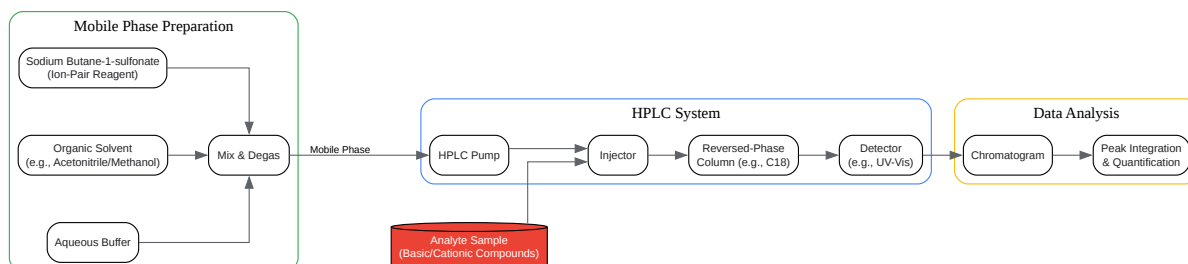 Mobile Phase Preparation
Sodium Butane-1-sulfonate
(Ion-Pair Reagent)
Organic Solvent
(e.g., Acetonitrile/Methanol)
Aqueous Buffer
Mix & Degas
Mobile Phase
HPLC System
HPLC Pump
Injector
Reversed-Phase
Column (e.g., C18)
Detector
(e.g., UV-Vis)
Analyte Sample
(Basic/Cationic Compounds)
Data Analysis
Chromatogram
Peak Integration
& Quantification